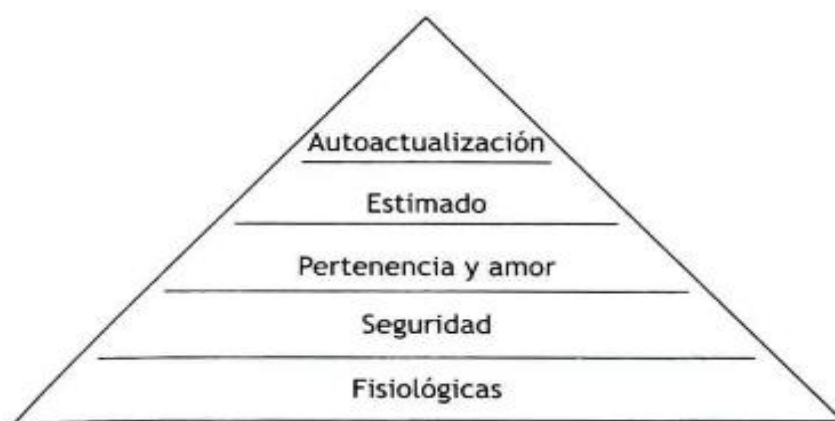 Autoactualización
Estimado
Pertenencia y amor
Seguridad
Fisiológicas